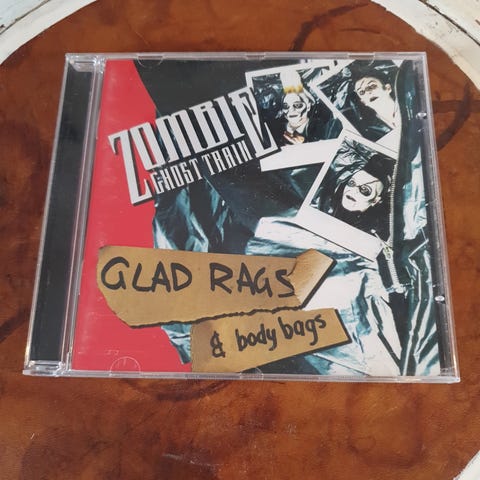 ZOMBIE
GHOST TRAIN
GLAD RAGS
& body bags